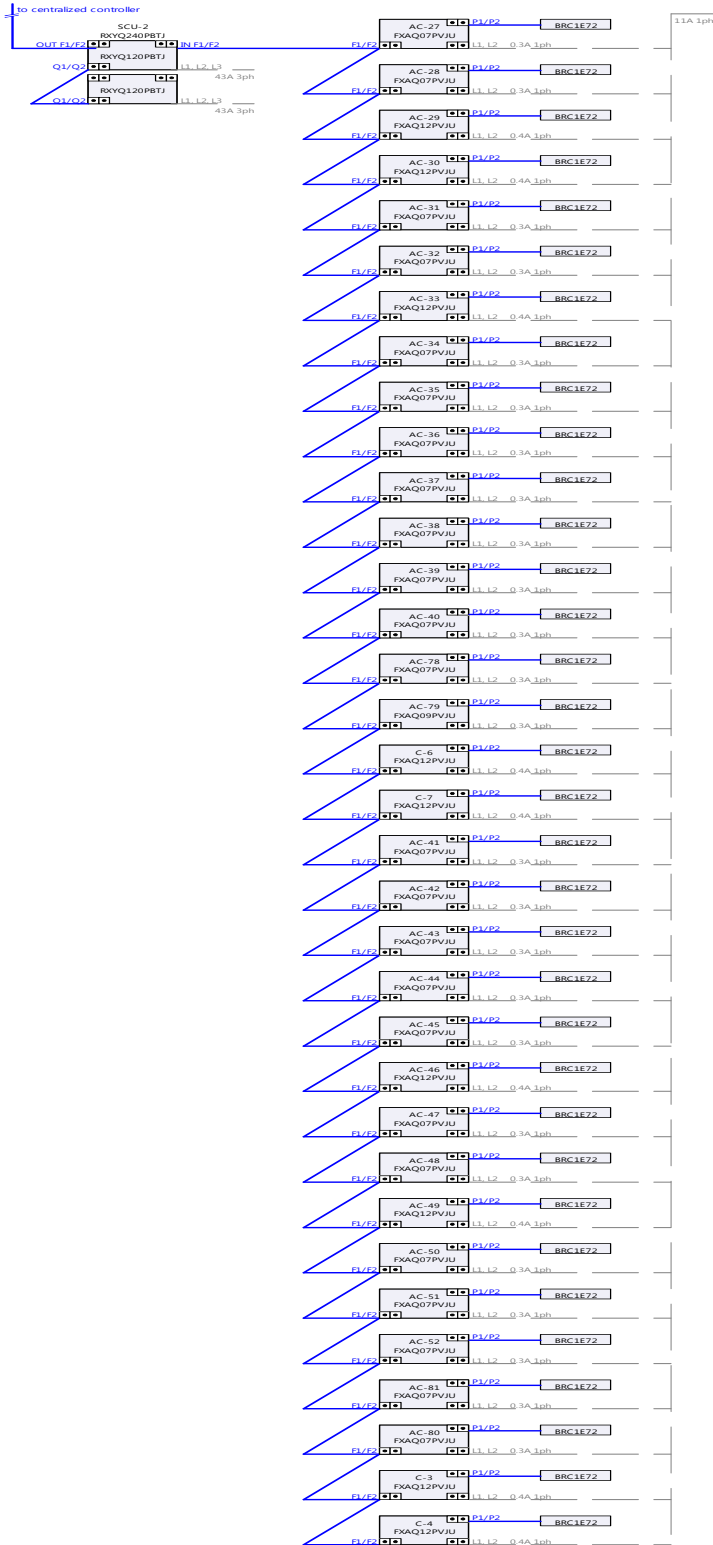 to centralized controller
SCU-2
RXYQ240PBTJ
OUT F1/F2
IN F1/F2
RXYQ120PBTJ
Q1/Q2
L1, L2, L3
43A 3ph
RXYQ120PBTJ
Q1/Q2
L1, L2, L3
43A 3ph
11A 1ph
AC-27
FXAQ07PVJU
F1/F2
P1/P2
BRC1E72
L1, L2 0.3A 1ph
AC-28
FXAQ07PVJU
F1/F2
P1/P2
BRC1E72
L1, L2 0.3A 1ph
AC-29
FXAQ12PVJU
F1/F2
P1/P2
BRC1E72
L1, L2 0.4A 1ph
AC-30
FXAQ12PVJU
F1/F2
P1/P2
BRC1E72
L1, L2 0.4A 1ph
AC-31
FXAQ07PVJU
F1/F2
P1/P2
BRC1E72
L1, L2 0.3A 1ph
AC-32
FXAQ07PVJU
F1/F2
P1/P2
BRC1E72
L1, L2 0.3A 1ph
AC-33
FXAQ12PVJU
F1/F2
P1/P2
BRC1E72
L1, L2 0.4A 1ph
AC-34
FXAQ07PVJU
F1/F2
P1/P2
BRC1E72
L1, L2 0.3A 1ph
AC-35
FXAQ07PVJU
F1/F2
P1/P2
BRC1E72
L1, L2 0.3A 1ph
AC-36
FXAQ07PVJU
F1/F2
P1/P2
BRC1E72
L1, L2 0.3A 1ph
AC-37
FXAQ07PVJU
F1/F2
P1/P2
BRC1E72
L1, L2 0.3A 1ph
AC-38
FXAQ07PVJU
F1/F2
P1/P2
BRC1E72
L1, L2 0.3A 1ph
AC-39
FXAQ07PVJU
F1/F2
P1/P2
BRC1E72
L1, L2 0.3A 1ph
AC-40
FXAQ07PVJU
F1/F2
P1/P2
BRC1E72
L1, L2 0.3A 1ph
AC-78
FXAQ07PVJU
F1/F2
P1/P2
BRC1E72
L1, L2 0.3A 1ph
AC-79
FXAQ09PVJU
F1/F2
P1/P2
BRC1E72
L1, L2 0.3A 1ph
C-6
FXAQ12PVJU
F1/F2
P1/P2
BRC1E72
L1, L2 0.4A 1ph
C-7
FXAQ12PVJU
F1/F2
P1/P2
BRC1E72
L1, L2 0.4A 1ph
AC-41
FXAQ07PVJU
F1/F2
P1/P2
BRC1E72
L1, L2 0.3A 1ph
AC-42
FXAQ07PVJU
F1/F2
P1/P2
BRC1E72
L1, L2 0.3A 1ph
AC-43
FXAQ07PVJU
F1/F2
P1/P2
BRC1E72
L1, L2 0.3A 1ph
AC-44
FXAQ07PVJU
F1/F2
P1/P2
BRC1E72
L1, L2 0.3A 1ph
AC-45
FXAQ07PVJU
F1/F2
P1/P2
BRC1E72
L1, L2 0.3A 1ph
AC-46
FXAQ12PVJU
F1/F2
P1/P2
BRC1E72
L1, L2 0.4A 1ph
AC-47
FXAQ07PVJU
F1/F2
P1/P2
BRC1E72
L1, L2 0.3A 1ph
AC-48
FXAQ07PVJU
F1/F2
P1/P2
BRC1E72
L1, L2 0.3A 1ph
AC-49
FXAQ12PVJU
F1/F2
P1/P2
BRC1E72
L1, L2 0.4A 1ph
AC-50
FXAQ07PVJU
F1/F2
P1/P2
BRC1E72
L1, L2 0.3A 1ph
AC-51
FXAQ07PVJU
F1/F2
P1/P2
BRC1E72
L1, L2 0.3A 1ph
AC-52
FXAQ07PVJU
F1/F2
P1/P2
BRC1E72
L1, L2 0.3A 1ph
AC-81
FXAQ07PVJU
F1/F2
P1/P2
BRC1E72
L1, L2 0.3A 1ph
AC-80
FXAQ07PVJU
F1/F2
P1/P2
BRC1E72
L1, L2 0.3A 1ph
C-3
FXAQ12PVJU
F1/F2
P1/P2
BRC1E72
L1, L2 0.4A 1ph
C-4
FXAQ12PVJU
F1/F2
P1/P2
BRC1E72
L1, L2 0.4A 1ph